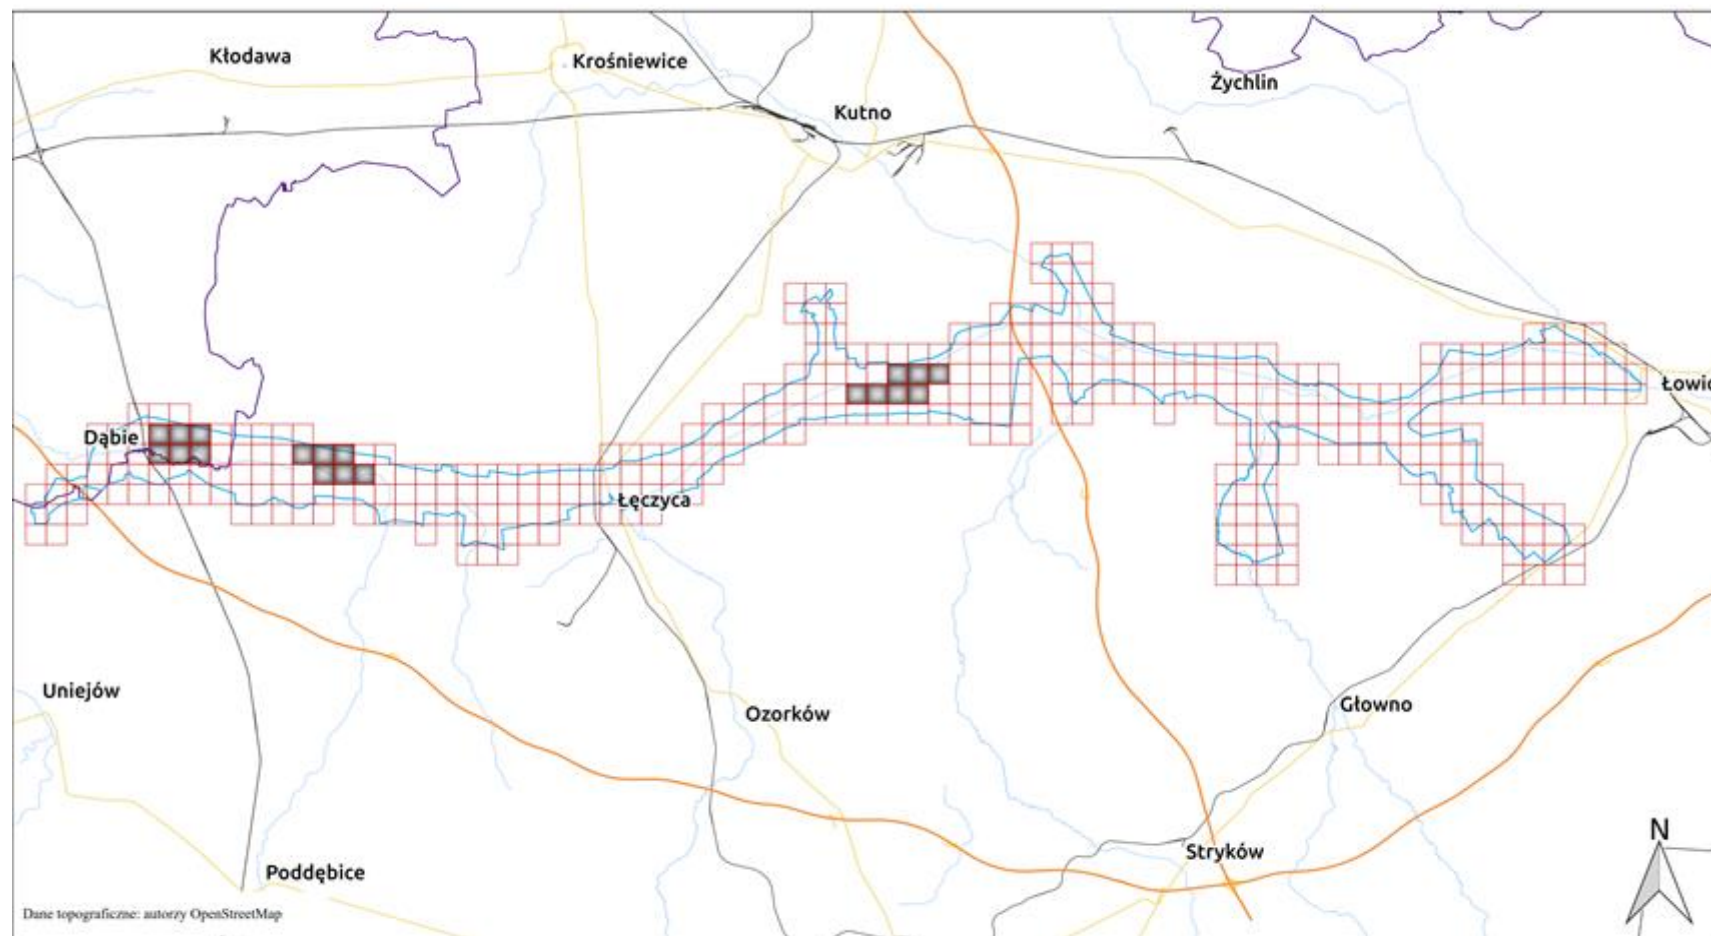 Kłodawa
Krośniewice
Żychlin
Kutno
Łowic
Dąbie
Łęczyca
Uniejów
Ozorków
Głowno
N
Stryków
Poddębice
Dane topograficzne: autorzy OpenStreetMap